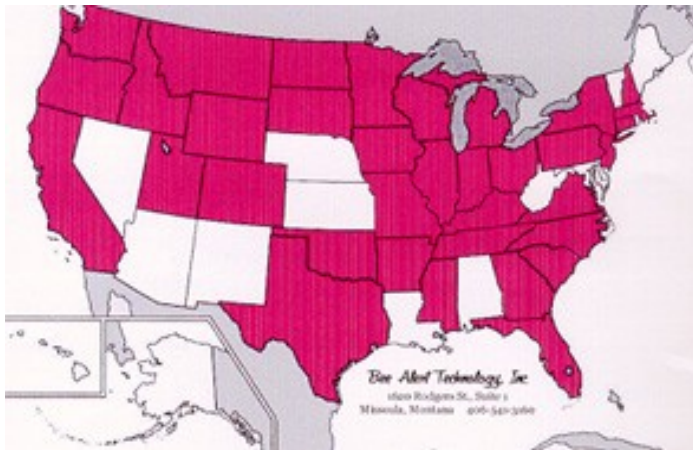 Bee Alert Technology, Inc
1620 Rodgers St., Suite 1
Missoula, Montana 406-541-3160